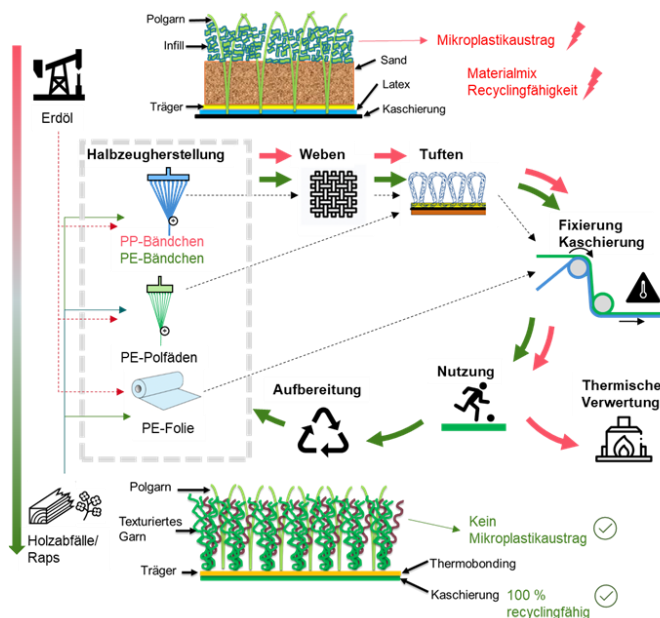 Polgarn
Infill
Mikroplastikaustrag
Sand
Materialmix
Recyclingfähigkeit
Latex
Träger
Kaschierung
Erdöl
Halbzeugherstellung
Weben
Tuften
Fixierung
Kaschierung
PP-Bändchen
PE-Bändchen
PE-Polfäden
PE-Folie
Aufbereitung
Nutzung
Thermische
Verwertung
Holzabfälle/
Raps
Polgarn
Texturiertes
Garn
Kein
Mikroplastikaustrag
Träger
Thermobonding
Kaschierung
100 %
recyclingfähig